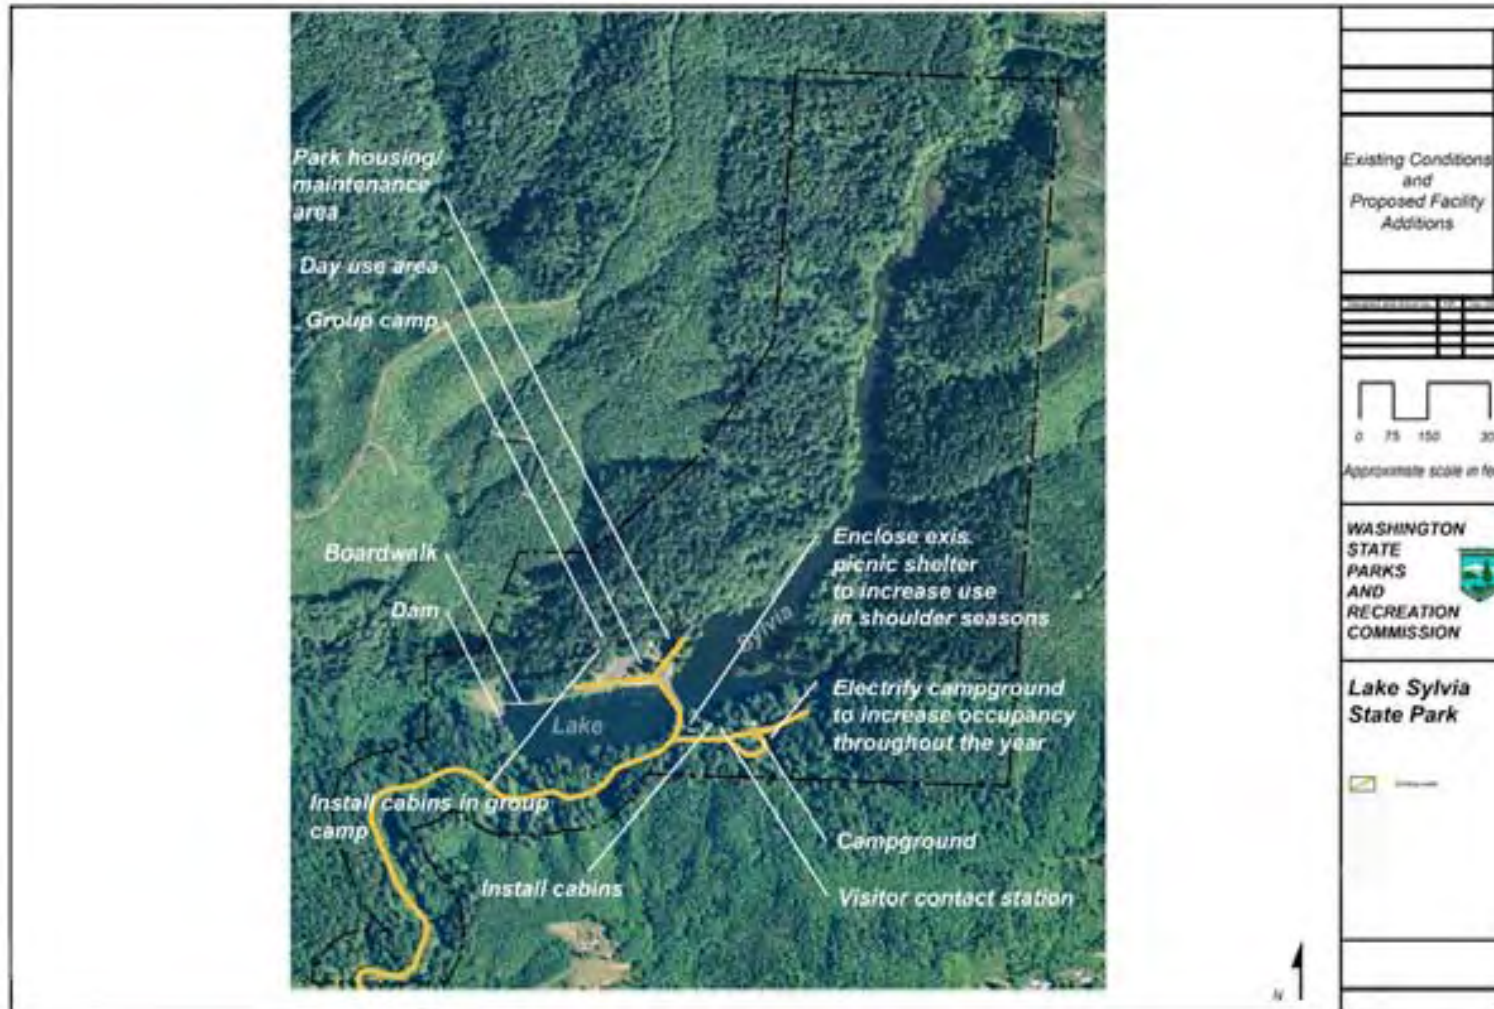 Park housing/
maintenance
area
Day use area
Group camp
Boardwalk
Dam
Enclose exis.
picnic shelter
to increase use
in shoulder seasons
Sylvia
Lake
Electrify campground
to increase occupancy
throughout the year
Install cabins in group
camp
Install cabins
Campground
Visitor contact station
N
Existing Conditions
and
Proposed Facility
Additions
0 75 150
Approximate scale in
WASHINGTON
STATE
PARKS
AND
RECREATION
COMMISSION
Lake Sylvia
State Park